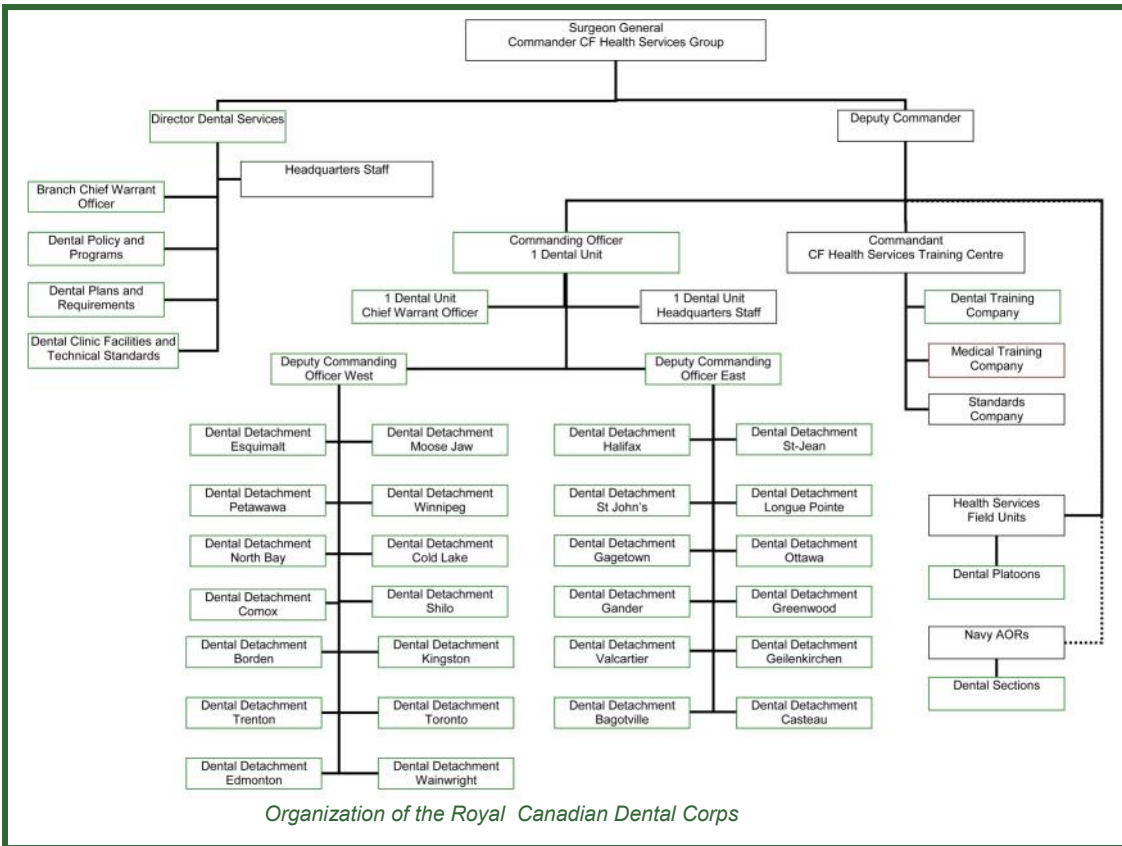 Surgeon General
Commander CF Health Services Group
Director Dental Services
Deputy Commander
Headquarters Staff
Branch Chief Warrant
Officer
Dental Policy and
Programs
Dental Plans and
Requirements
Dental Clinic Facilities and
Technical Standards
Commanding Officer
1 Dental Unit
Commandant
CF Health Services Training Centre
1 Dental Unit
Chief Warrant Officer
1 Dental Unit
Headquarters Staff
Dental Training
Company
Medical Training
Company
Standards
Company
Deputy Commanding
Officer West
Deputy Commanding
Officer East
Dental Detachment
Esquimalt
Dental Detachment
Moose Jaw
Dental Detachment
Petawawa
Dental Detachment
Winnipeg
Dental Detachment
North Bay
Dental Detachment
Cold Lake
Dental Detachment
Comox
Dental Detachment
Shilo
Dental Detachment
Borden
Dental Detachment
Kingston
Dental Detachment
Trenton
Dental Detachment
Toronto
Dental Detachment
Edmonton
Dental Detachment
Wainwright
Dental Detachment
Halifax
Dental Detachment
St-Jean
Dental Detachment
St John's
Dental Detachment
Longue Pointe
Dental Detachment
Gagetown
Dental Detachment
Ottawa
Dental Detachment
Gander
Dental Detachment
Greenwood
Dental Detachment
Valcartier
Dental Detachment
Geilenkirchen
Dental Detachment
Bagotville
Dental Detachment
Casteau
Health Services
Field Units
Dental Platoons
Navy AORs
Dental Sections
Organization of the Royal Canadian Dental Corps